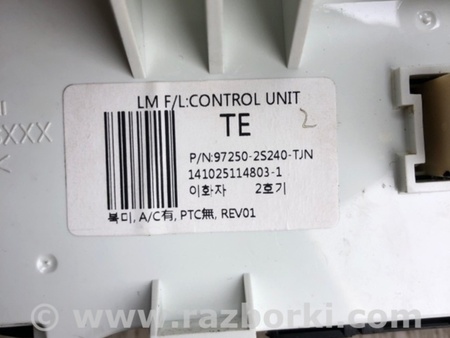 LM F/L:CONTROL UNIT
TE
2
P/N:97250-2S240-TJN
141025114803-1
이화자 2호기
북미, A/C有, PTC無, REV01
XXX
<
© www.razborki.com